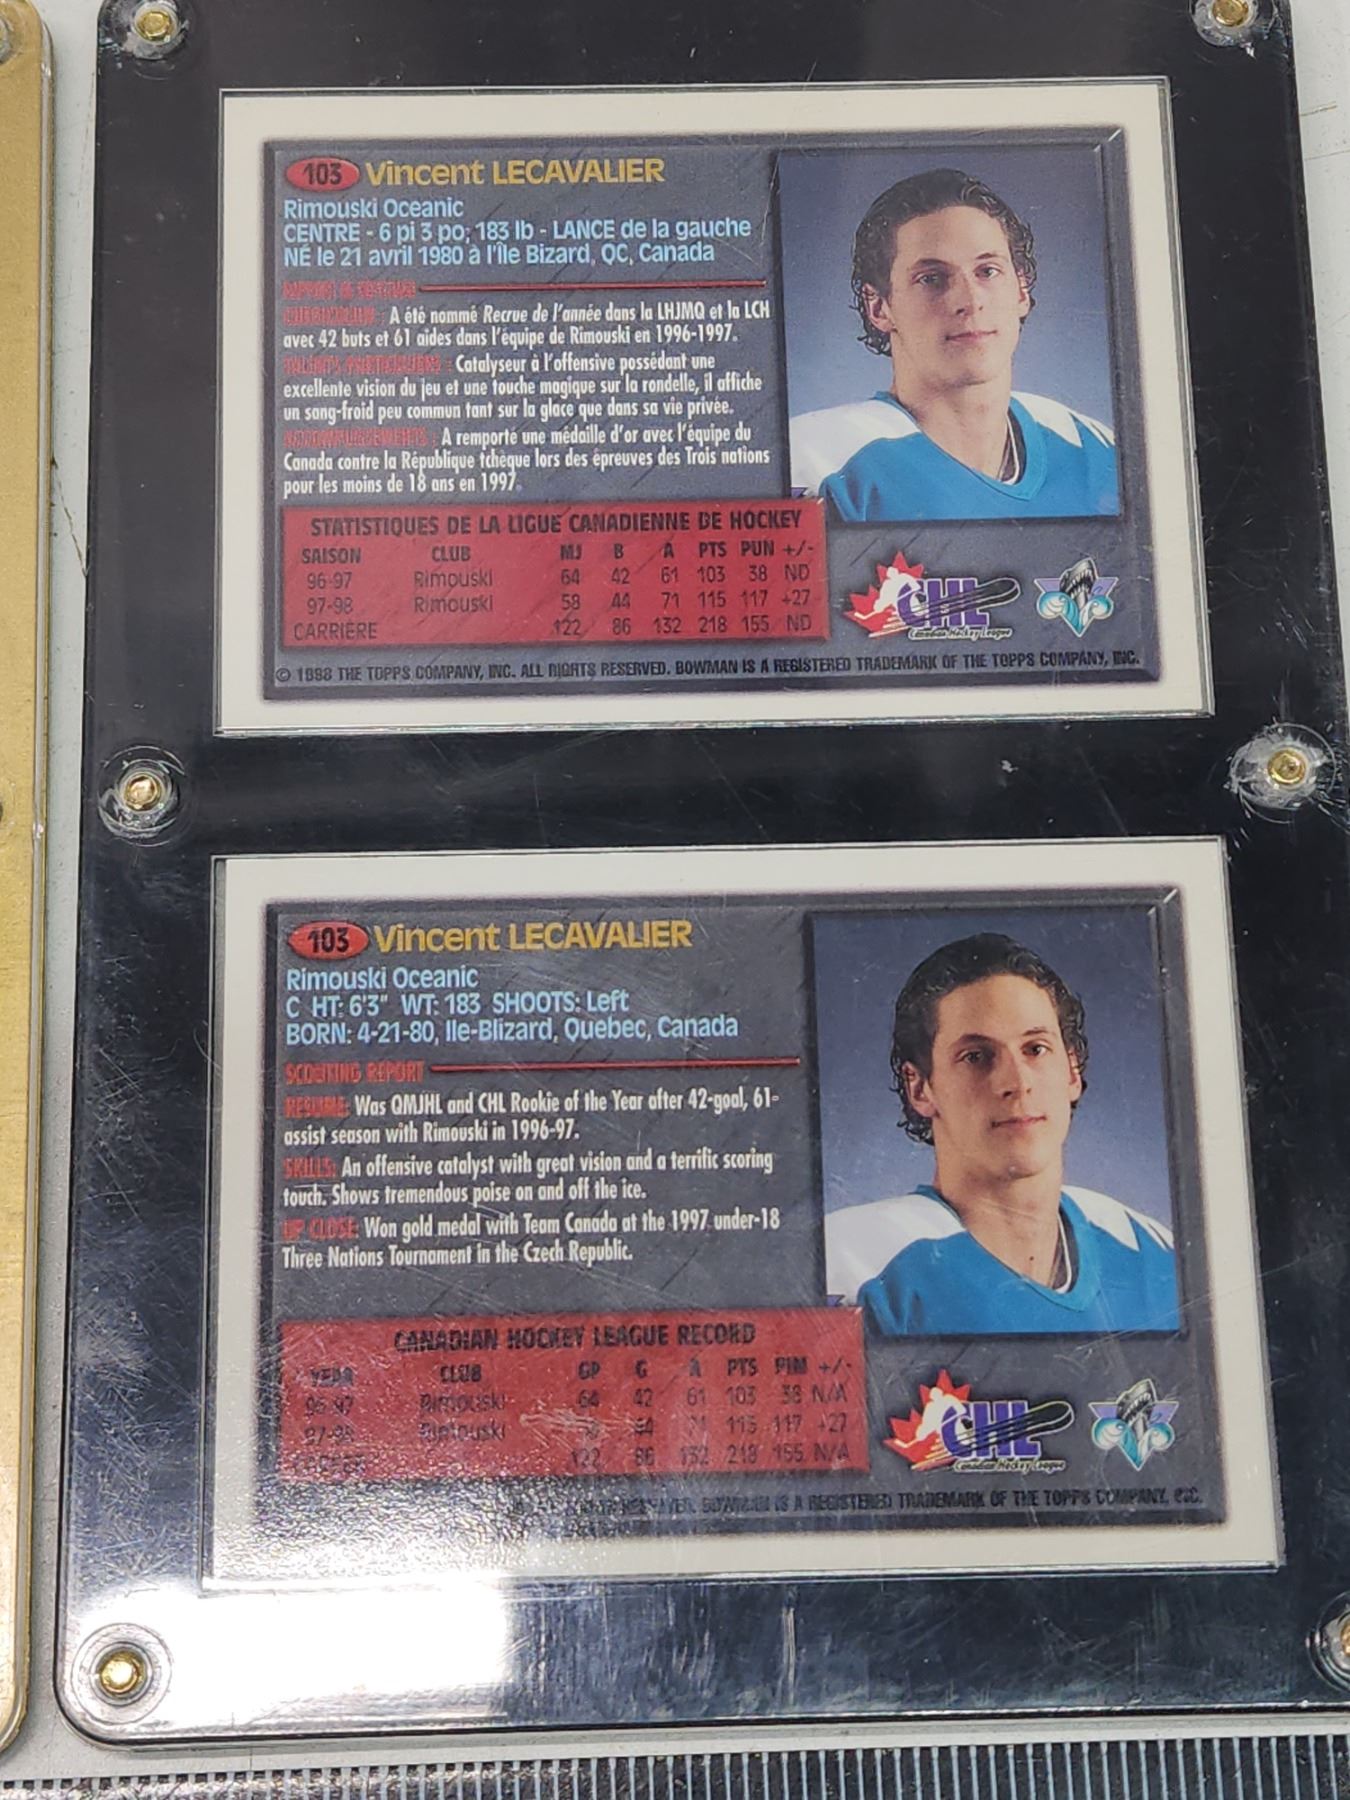 103 Vincent LECAVALIER
Rimouski Oceanic
CENTRE - 6 pi 3 po, 183 lb - LANCE de la gauche
NÉ le 21 avril 1980 à l'Île Bizard, QC, Canada
CURRICULUM : A été nommé Recrue de l'année dans la LHJMQ et la LCH
avec 42 buts et 61 aides dans l'équipe de Rimouski en 1996-1997.
TALENTS PARTICULIERS : Catalyseur à l'offensive possédant une
excellente vision du jeu et une touche magique sur la rondelle, il affiche
un sang-froid peu commun tant sur la glace que dans sa vie privée.
ACCOMPLISSEMENTS : A remporté une médaille d'or avec l'équipe du
Canada contre la République tchèque lors des épreuves des Trois nations
pour les moins de 18 ans en 1997.
STATISTIQUES DE LA LIGUE CANADIENNE DE HOCKEY
SAISON CLUB MJ B A PTS PUN +/-
96-97 Rimouski 64 42 61 103 38 ND
97-98 Rimouski 58 44 71 115 117 +27
CARRIÈRE 122 86 132 218 155 ND
CHL
Canadian Hockey League
© 1998 THE TOPPS COMPANY, INC. ALL RIGHTS RESERVED. BOWMAN IS A REGISTERED TRADEMARK OF THE TOPPS COMPANY, INC.
103 Vincent LECAVALIER
Rimouski Oceanic
C HT: 6'3" WT: 183 SHOOTS: Left
BORN: 4-21-80, Ile-Blizard, Quebec, Canada
SCOUTING REPORT
RESUME: Was QMJHL and CHL Rookie of the Year after 42-goal, 61-
assist season with Rimouski in 1996-97.
SKILLS: An offensive catalyst with great vision and a terrific scoring
touch. Shows tremendous poise on and off the ice.
UP CLOSE: Won gold medal with Team Canada at the 1997 under-18
Three Nations Tournament in the Czech Republic.
CANADIAN HOCKEY LEAGUE RECORD
YEAR CLUB GP G A PTS PIM +/-
96-97 Rimouski 64 42 61 103 38 N/A
97-98 Rimouski 44 71 115 117 +27
122 86 132 218 155 N/A
CHL
Canadian Hockey League
BOWMAN IS A REGISTERED TRADEMARK OF THE TOPPS COMPANY, INC.